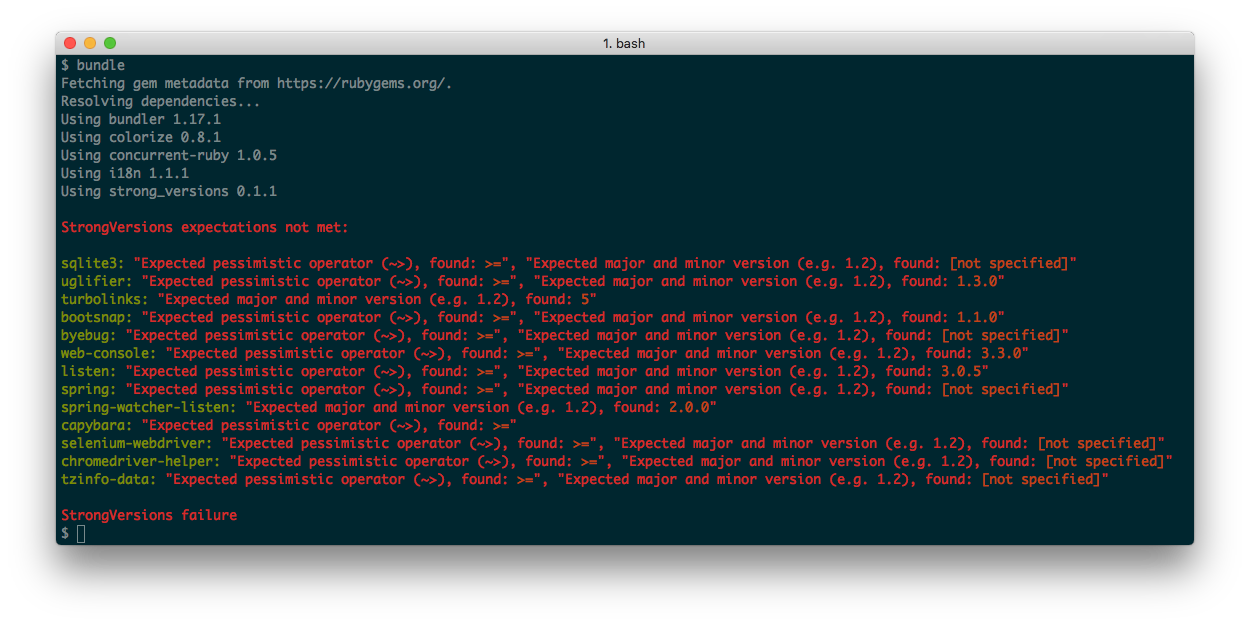 1. bash
$ bundle
Fetching gem metadata from https://rubygems.org/.
Resolving dependencies...
Using bundler 1.17.1
Using colorize 0.8.1
Using concurrent-ruby 1.0.5
Using i18n 1.1.1
Using strong_versions 0.1.1
StrongVersions expectations not met:
sqlite3: "Expected pessimistic operator (~>), found: >=", "Expected major and minor version (e.g. 1.2), found: [not specified]"
uglifier: "Expected pessimistic operator (~>), found: >=", "Expected major and minor version (e.g. 1.2), found: 1.3.0"
turbolinks: "Expected major and minor version (e.g. 1.2), found: 5"
bootsnap: "Expected pessimistic operator (~>), found: >=", "Expected major and minor version (e.g. 1.2), found: 1.1.0"
byebug: "Expected pessimistic operator (~>), found: >=", "Expected major and minor version (e.g. 1.2), found: [not specified]"
web-console: "Expected pessimistic operator (~>), found: >=", "Expected major and minor version (e.g. 1.2), found: 3.3.0"
listen: "Expected pessimistic operator (~>), found: >=", "Expected major and minor version (e.g. 1.2), found: 3.0.5"
spring: "Expected pessimistic operator (~>), found: >=", "Expected major and minor version (e.g. 1.2), found: [not specified]"
spring-watcher-listen: "Expected major and minor version (e.g. 1.2), found: 2.0.0"
capybara: "Expected pessimistic operator (~>), found: >="
selenium-webdriver: "Expected pessimistic operator (~>), found: >=", "Expected major and minor version (e.g. 1.2), found: [not specified]"
chromedriver-helper: "Expected pessimistic operator (~>), found: >=", "Expected major and minor version (e.g. 1.2), found: [not specified]"
tzinfo-data: "Expected pessimistic operator (~>), found: >=", "Expected major and minor version (e.g. 1.2), found: [not specified]"
StrongVersions failure
$